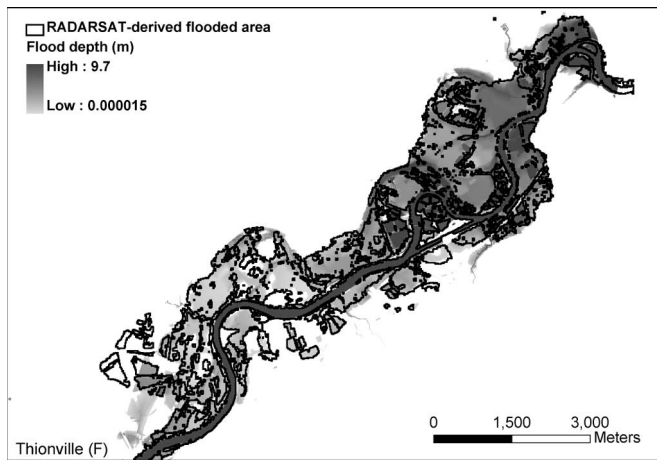 RADARSAT-derived flooded area
Flood depth (m)
High : 9.7
Low : 0.000015
0 1,500 3,000
Meters
Thionville (F)